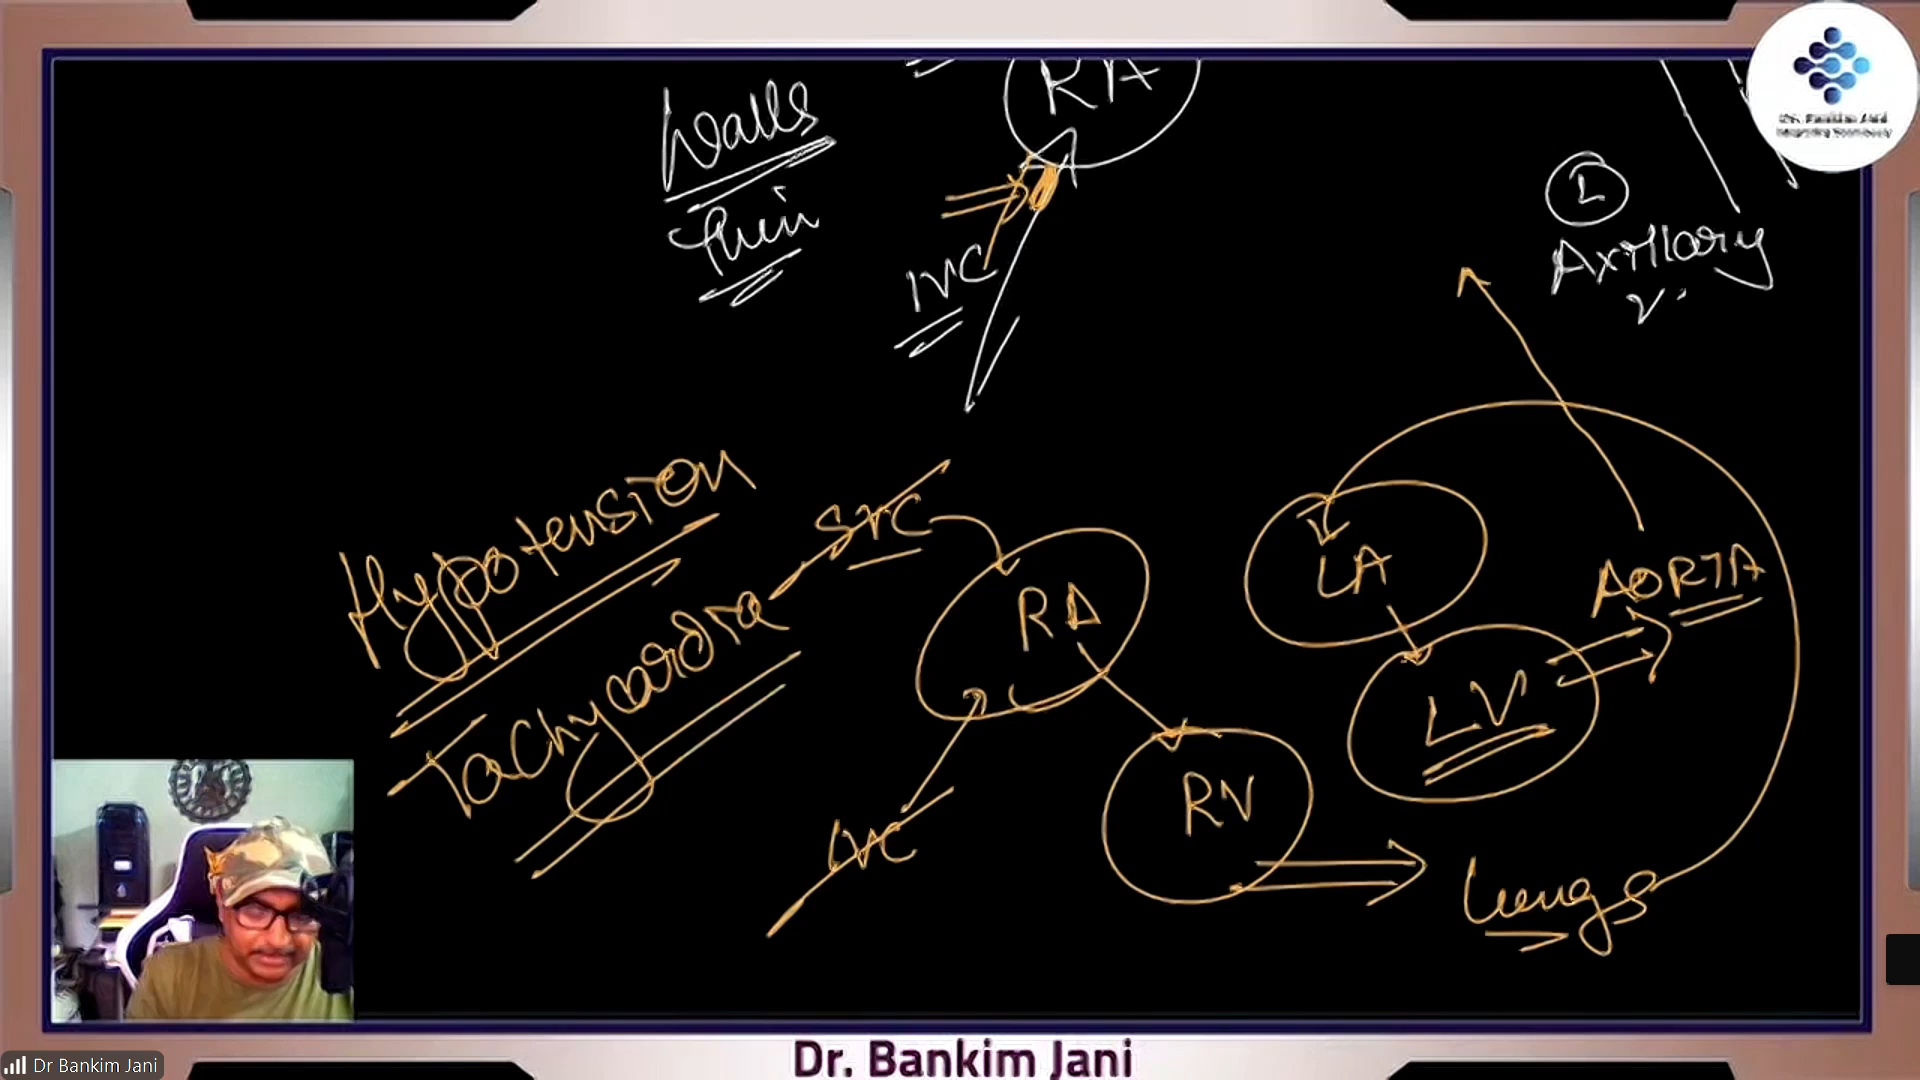 RA
Walls
Thin
IVC
L
Axillary
v.
Hypotension
Tachycardia
SVC
RA
IVC
RV
Lungs
LA
LV
AORTA
Dr. Bankim Jani
Dr. Bankim Jani